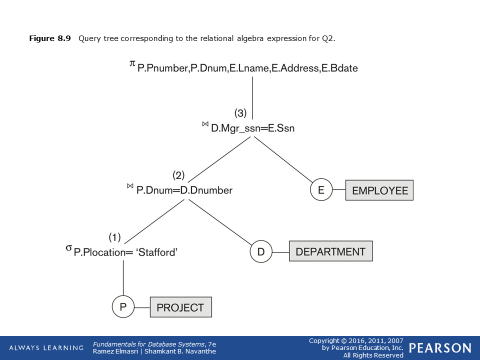 Figure 8.9 Query tree corresponding to the relational algebra expression for Q2.
π P.Pnumber,P.Dnum,E.Lname,E.Address,E.Bdate
(3)
⋈ D.Mgr_ssn=E.Ssn
(2)
⋈ P.Dnum=D.Dnumber
E EMPLOYEE
(1)
σ P.Plocation= ‘Stafford’
D DEPARTMENT
P PROJECT
ALWAYS LEARNING
Fundamentals for Database Systems, 7e
Ramez Elmasri | Shamkant B. Navanthe
Copyright © 2016, 2011, 2007
by Pearson Education, Inc.
All Rights Reserved
PEARSON